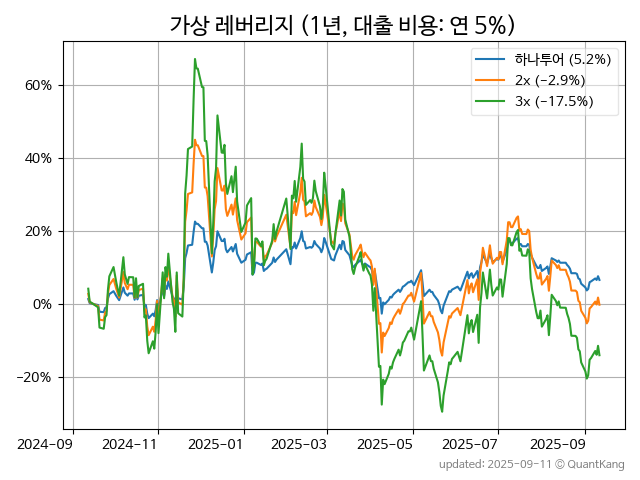 가상 레버리지 (1년, 대출 비용: 연 5%)
하나투어 (5.2%)
2x (−2.9%)
3x (−17.5%)
60%
40%
20%
0%
−20%
2024-09 2024-11 2025-01 2025-03 2025-05 2025-07 2025-09
updated: 2025-09-11 © QuantKang